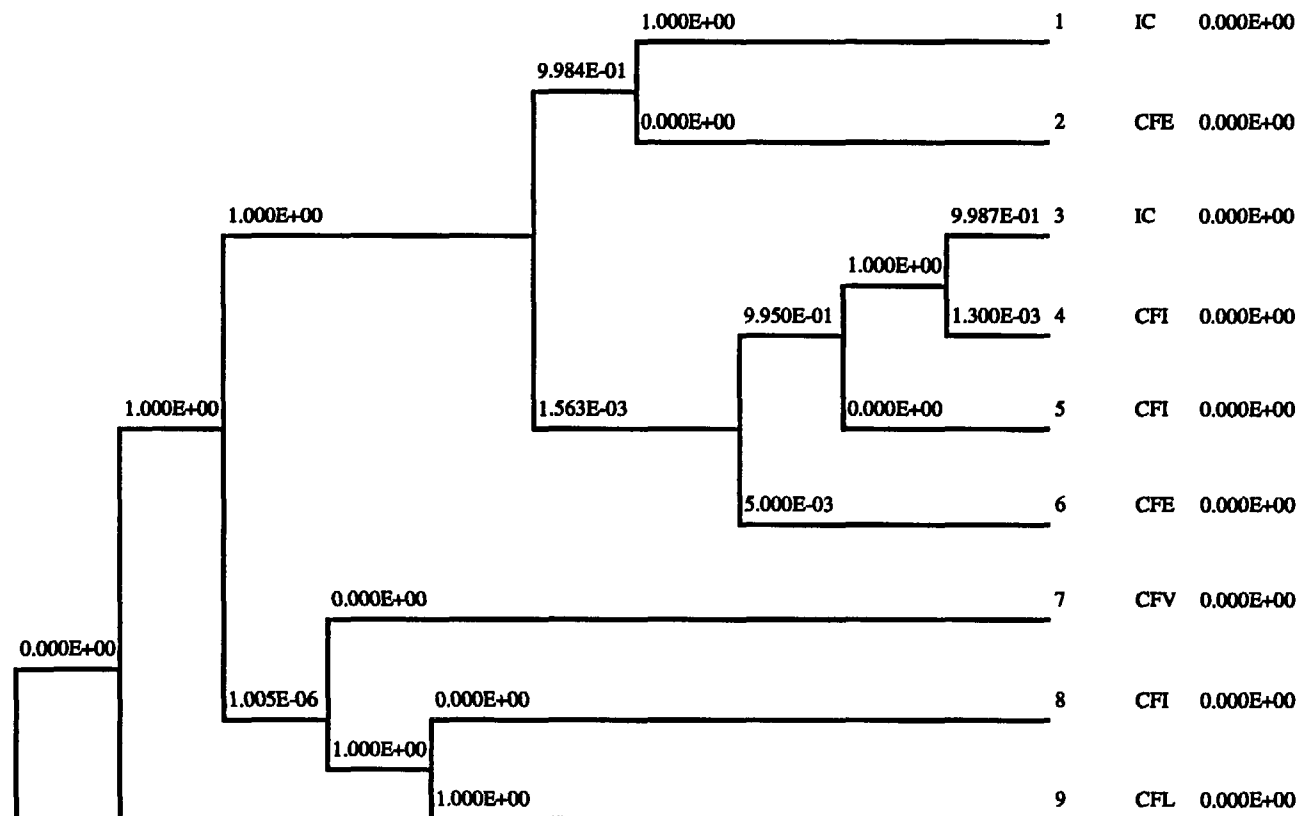 1.000E+00 1 IC 0.000E+00
9.984E-01
0.000E+00 2 CFE 0.000E+00
1.000E+00 9.987E-01 3 IC 0.000E+00
1.000E+00
9.950E-01 1.300E-03 4 CFI 0.000E+00
1.000E+00 1.563E-03 0.000E+00 5 CFI 0.000E+00
5.000E-03 6 CFE 0.000E+00
0.000E+00 7 CFV 0.000E+00
0.000E+00
1.005E-06 0.000E+00 8 CFI 0.000E+00
1.000E+00
1.000E+00 9 CFL 0.000E+00